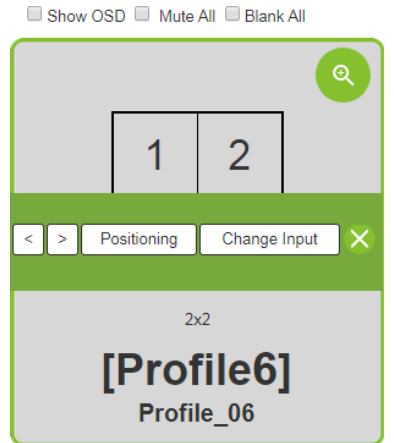 Show OSD Mute All Blank All
1 2
< > Positioning Change Input
2x2
[Profile6]
Profile_06